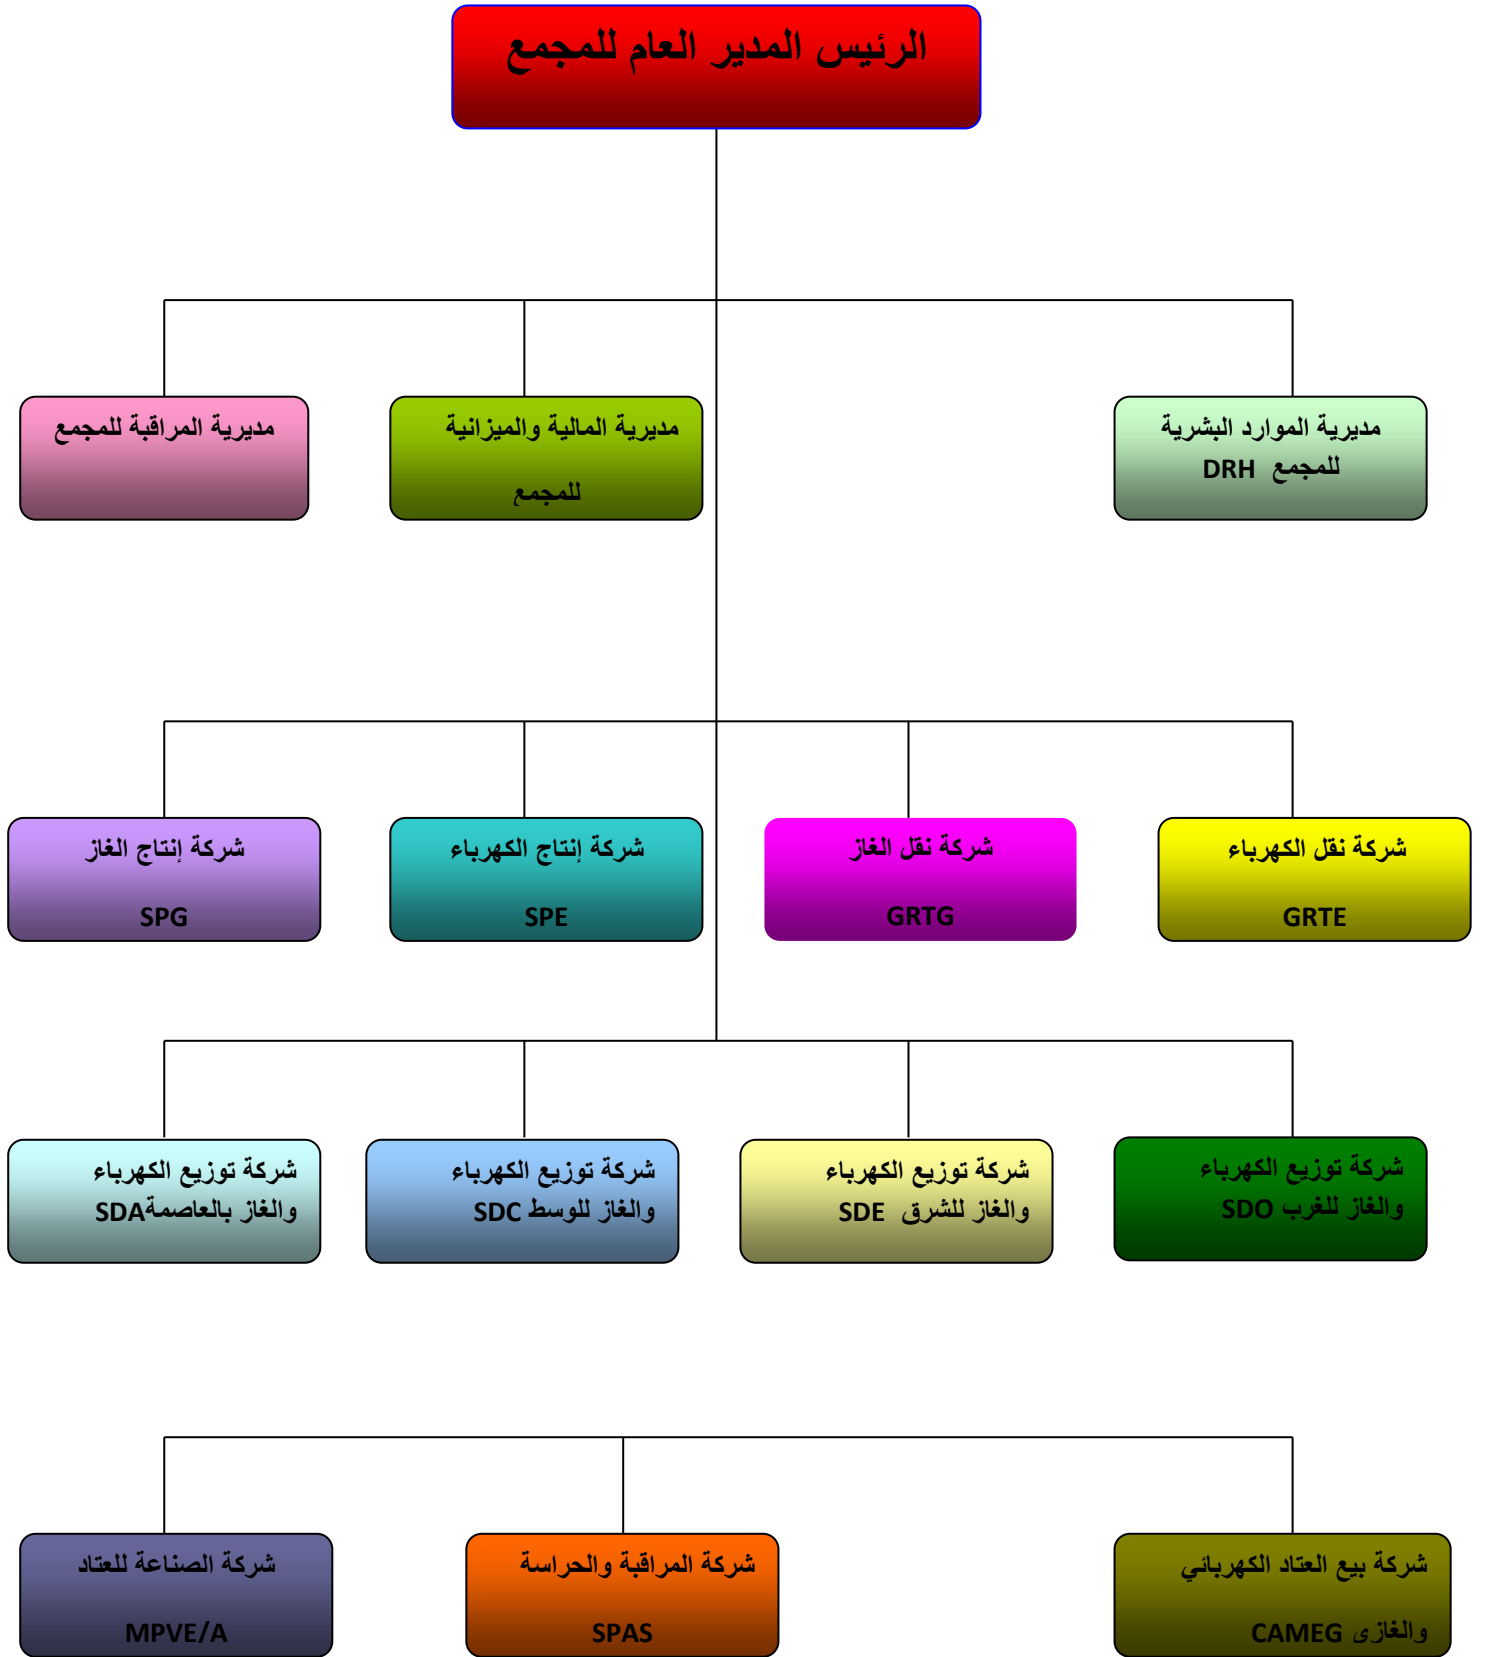 الرئيس المدير العام للمجمع
مديرية الموارد البشرية
للمجمع DRH
مديرية المالية والميزانية
للمجمع
مديرية المراقبة للمجمع
شركة نقل الكهرباء
GRTE
شركة نقل الغاز
GRTG
شركة إنتاج الكهرباء
SPE
شركة إنتاج الغاز
SPG
شركة توزيع الكهرباء
والغاز للغرب SDO
شركة توزيع الكهرباء
والغاز للشرق SDE
شركة توزيع الكهرباء
والغاز للوسط SDC
شركة توزيع الكهرباء
والغاز بالعاصمةSDA
شركة بيع العتاد الكهربائي
والغازي CAMEG
شركة المراقبة والحراسة
SPAS
شركة الصناعة للعتاد
MPVE/A